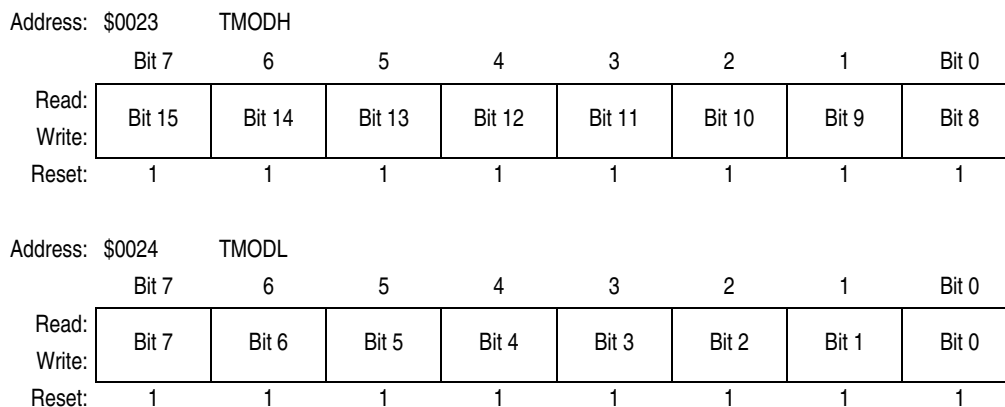 Address: $0023 TMODH
Bit 7 6 5 4 3 2 1 Bit 0
Read:
Bit 15 Bit 14 Bit 13 Bit 12 Bit 11 Bit 10 Bit 9 Bit 8
Write:
Reset: 1 1 1 1 1 1 1 1
Address: $0024 TMODL
Bit 7 6 5 4 3 2 1 Bit 0
Read:
Bit 7 Bit 6 Bit 5 Bit 4 Bit 3 Bit 2 Bit 1 Bit 0
Write:
Reset: 1 1 1 1 1 1 1 1